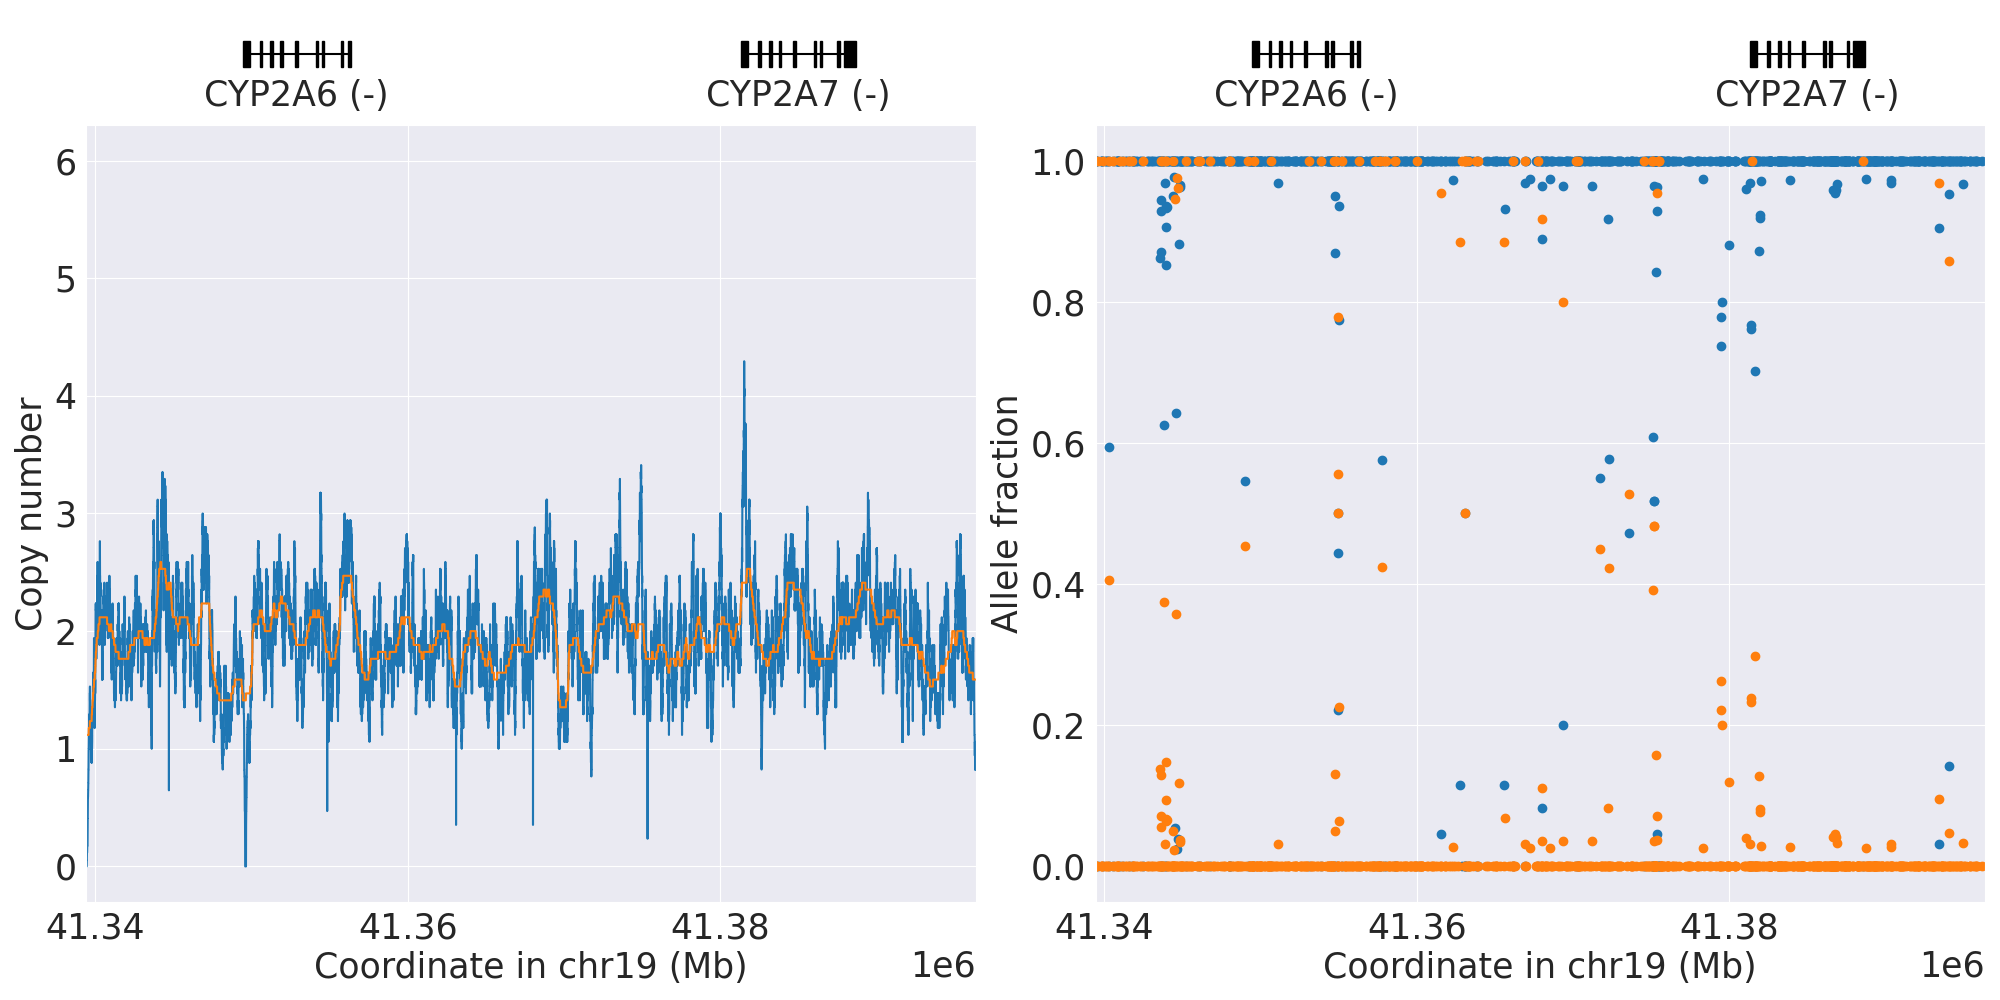 CYP2A6 (-)
CYP2A7 (-)
6
5
4
3
2
1
0
Copy number
41.34
41.36
41.38
Coordinate in chr19 (Mb)
1e6
CYP2A6 (-)
CYP2A7 (-)
1.0
0.8
0.6
0.4
0.2
0.0
Allele fraction
41.34
41.36
41.38
Coordinate in chr19 (Mb)
1e6